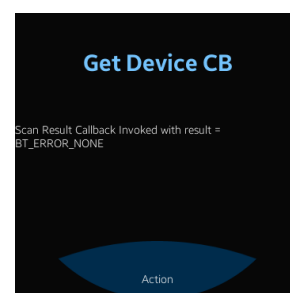 Get Device CB
Scan Result Callback Invoked with result =
BT_ERROR_NONE
Action